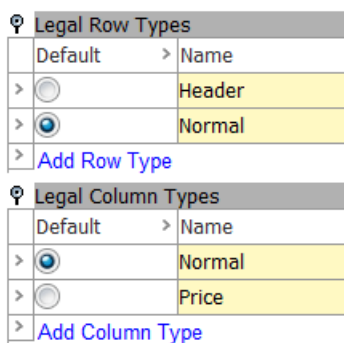 Legal Row Types
Default > Name
> Header
> Normal
> Add Row Type
Legal Column Types
Default > Name
> Normal
> Price
> Add Column Type